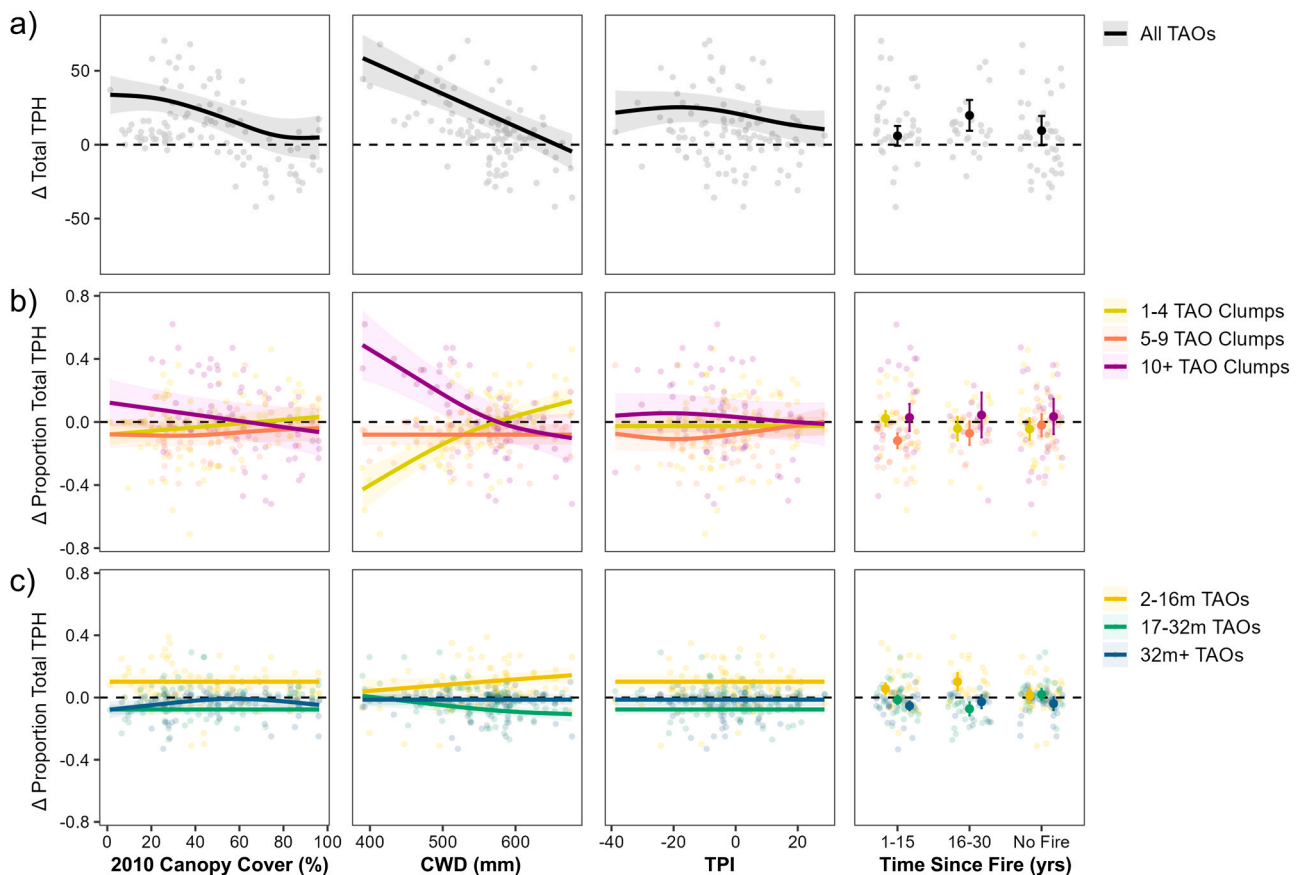 a)
Δ Total TPH
50
0
-50
All TAOs
b)
Δ Proportion Total TPH
0.8
0.4
0.0
-0.4
-0.8
1-4 TAO Clumps
5-9 TAO Clumps
10+ TAO Clumps
c)
Δ Proportion Total TPH
0.8
0.4
0.0
-0.4
-0.8
2-16m TAOs
17-32m TAOs
32m+ TAOs
0 20 40 60 80 100
400 500 600
-40 -20 0 20
1-15 16-30 No Fire
2010 Canopy Cover (%)
CWD (mm)
TPI
Time Since Fire (yrs)